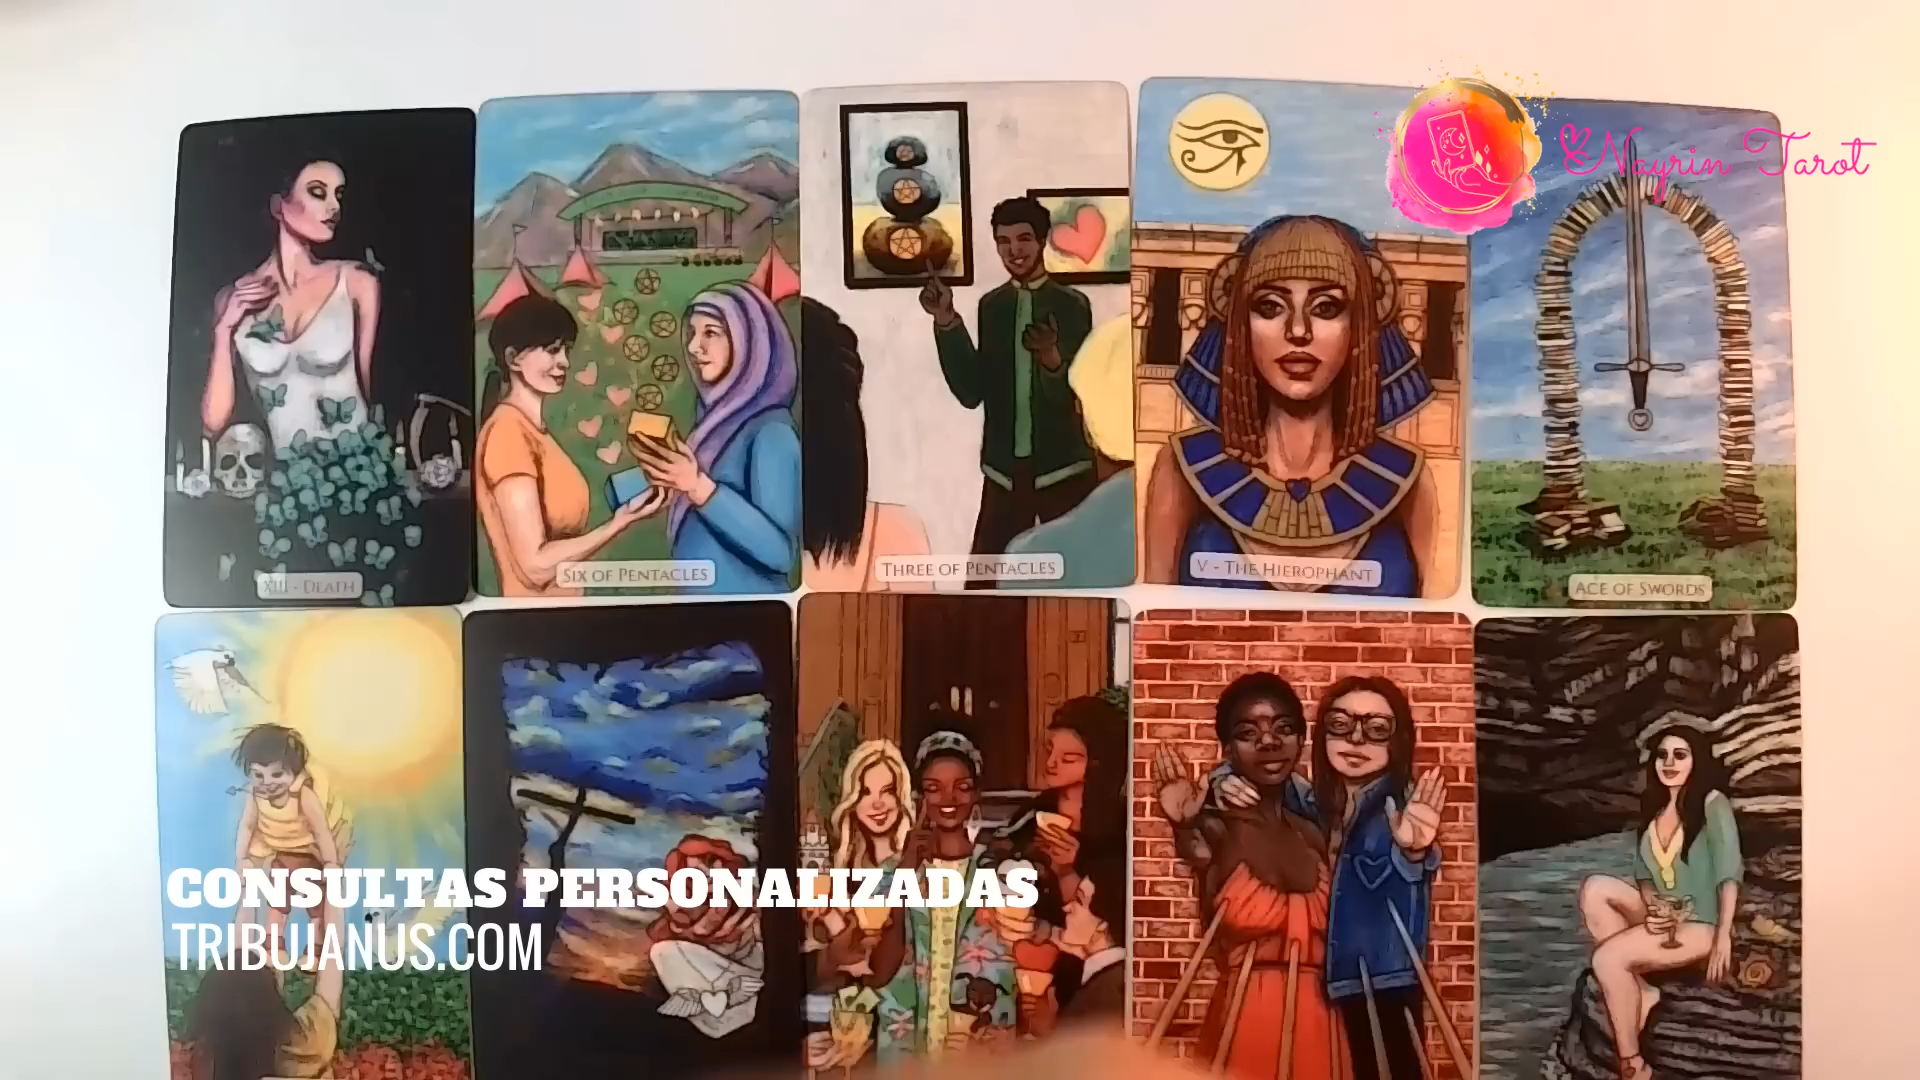 Nayrin Tarot
XIII - DEATH
SIX OF PENTACLES
THREE OF PENTACLES
V - THE HIEROPHANT
ACE OF SWORDS
CONSULTAS PERSONALIZADAS
TRIBUJANUS.COM